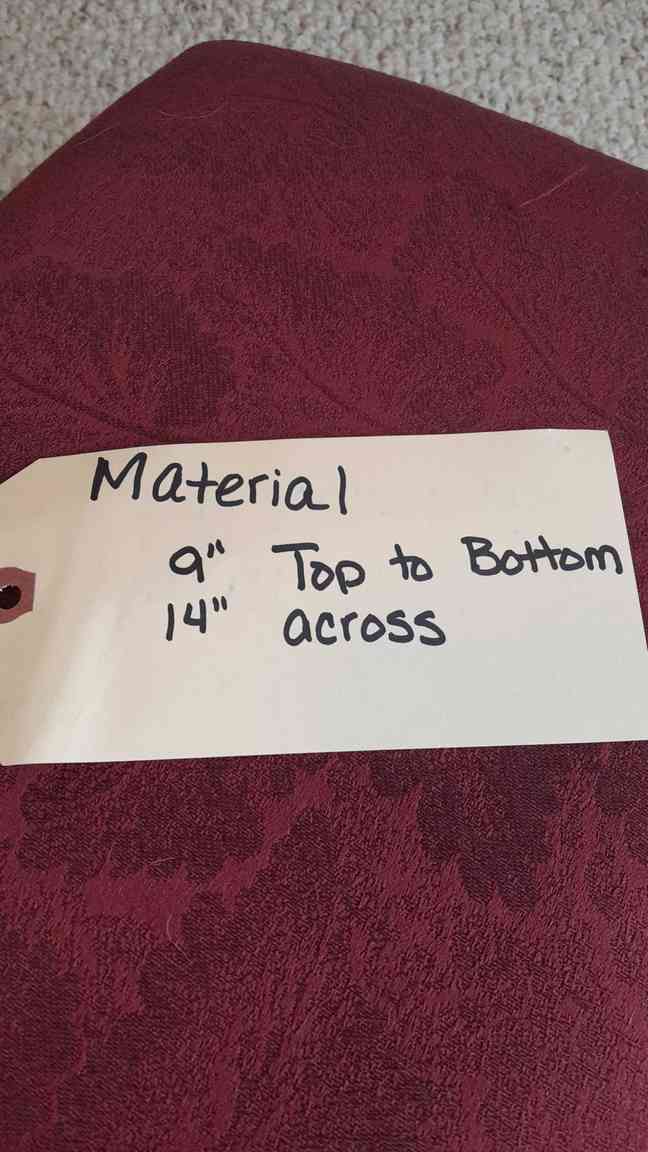 Material
9" Top to Bottom
14" across